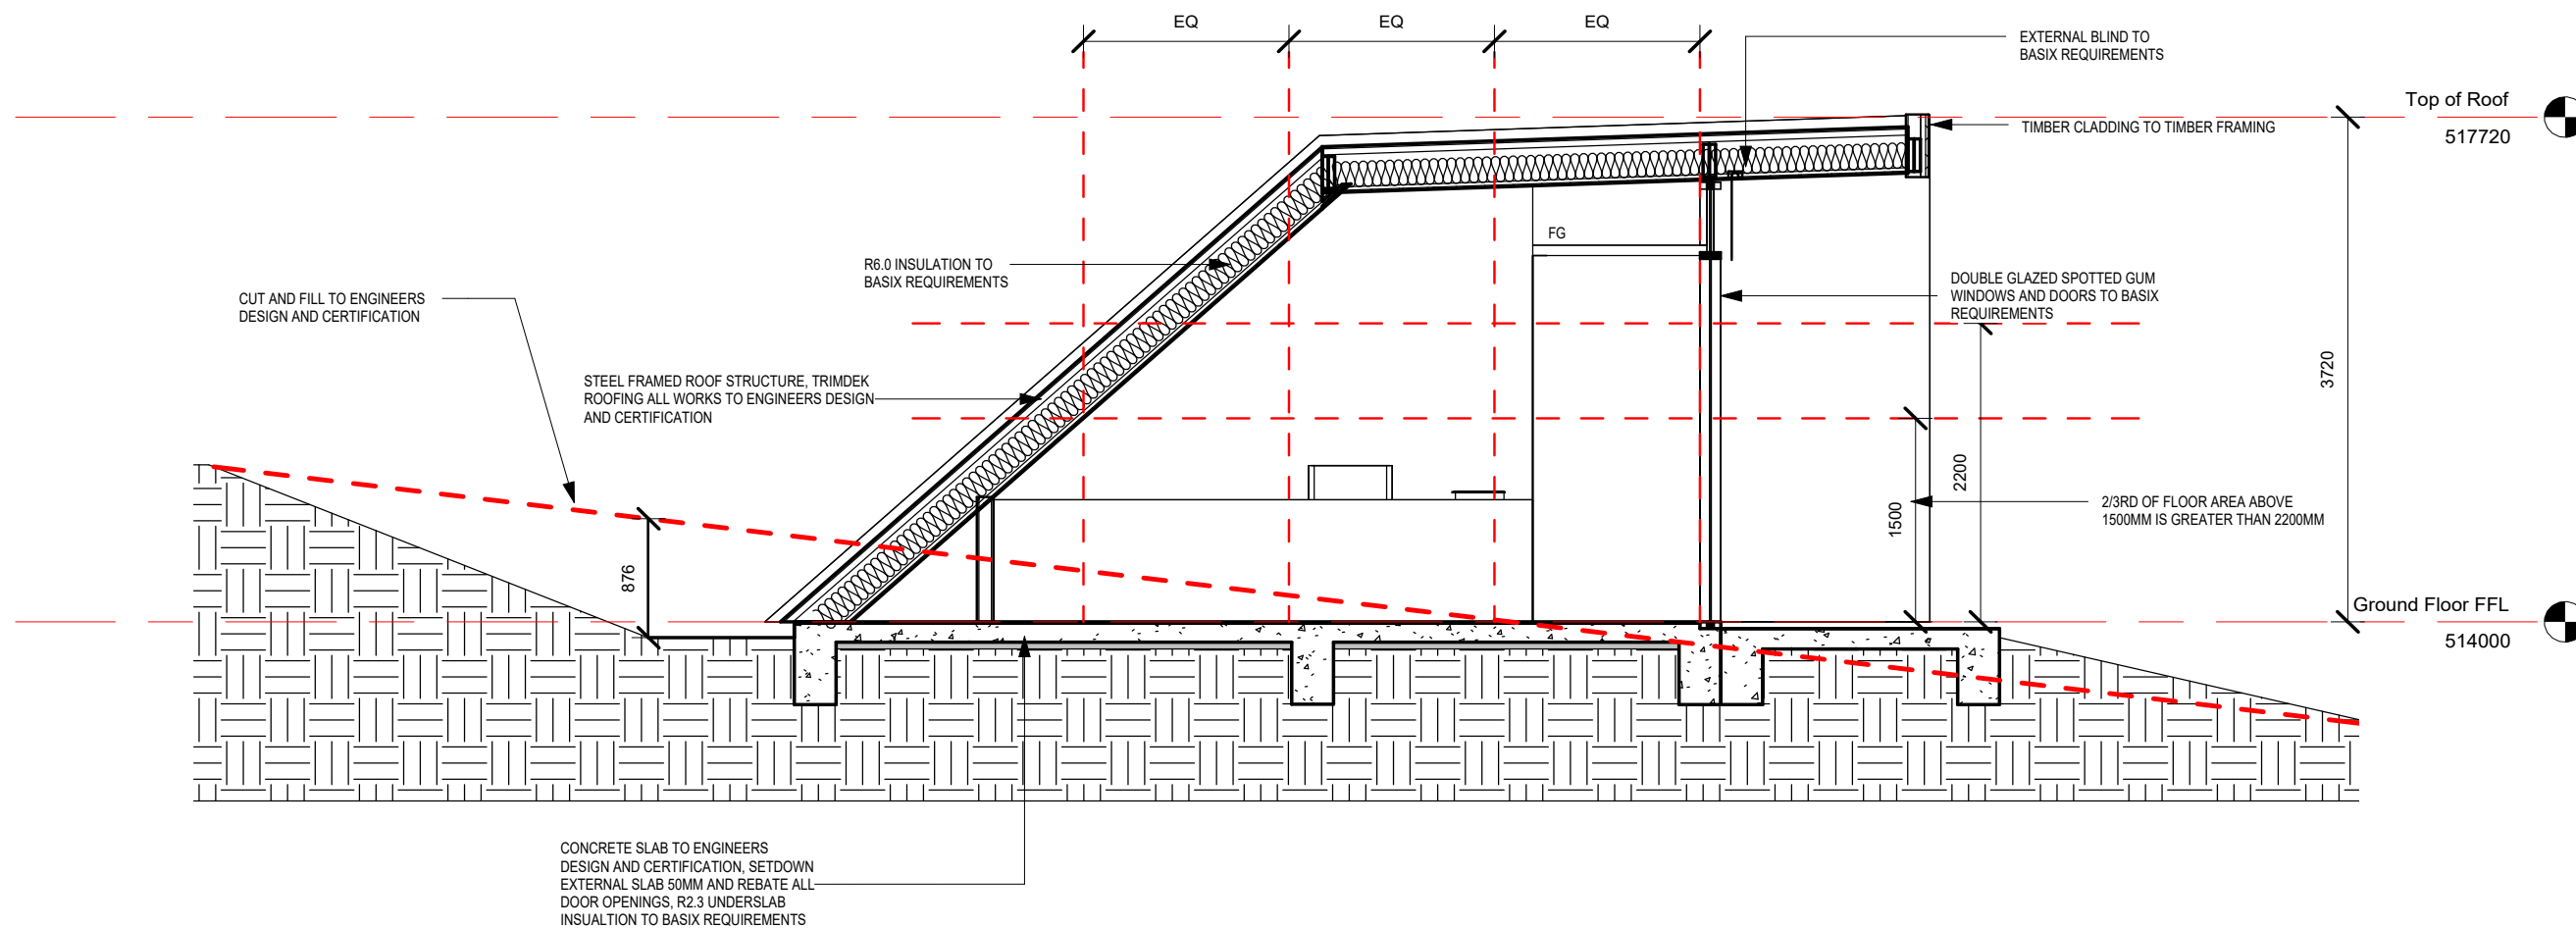 EQ
EQ
EQ
EXTERNAL BLIND TO
BASIX REQUIREMENTS
Top of Roof
517720
TIMBER CLADDING TO TIMBER FRAMING
FG
R6.0 INSULATION TO
BASIX REQUIREMENTS
DOUBLE GLAZED SPOTTED GUM
WINDOWS AND DOORS TO BASIX
REQUIREMENTS
CUT AND FILL TO ENGINEERS
DESIGN AND CERTIFICATION
STEEL FRAMED ROOF STRUCTURE, TRIMDEK
ROOFING ALL WORKS TO ENGINEERS DESIGN
AND CERTIFICATION
3720
2200
1500
2/3RD OF FLOOR AREA ABOVE
1500MM IS GREATER THAN 2200MM
876
Ground Floor FFL
514000
CONCRETE SLAB TO ENGINEERS
DESIGN AND CERTIFICATION, SETDOWN
EXTERNAL SLAB 50MM AND REBATE ALL
DOOR OPENINGS, R2.3 UNDERSLAB
INSUALTION TO BASIX REQUIREMENTS